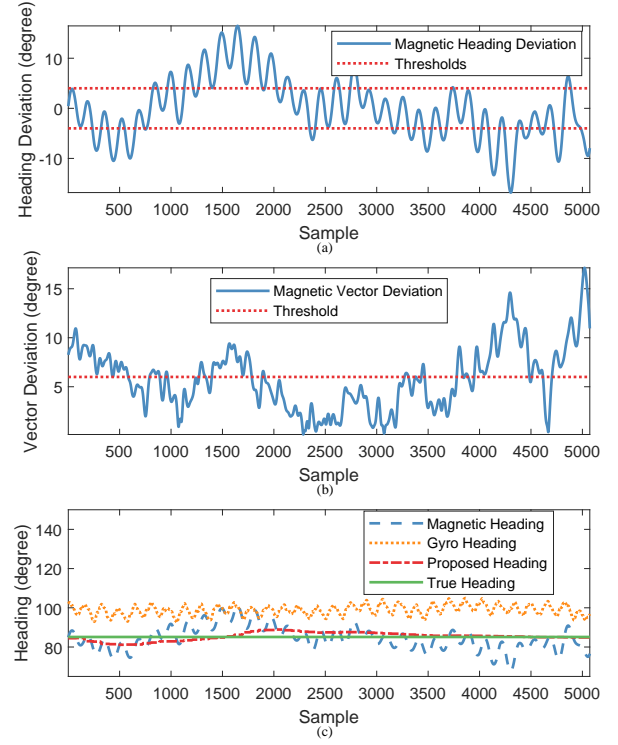 Heading Deviation (degree)
10
0
-10
Magnetic Heading Deviation
Thresholds
500 1000 1500 2000 2500 3000 3500 4000 4500 5000
Sample
(a)
Vector Deviation (degree)
15
10
5
Magnetic Vector Deviation
Threshold
500 1000 1500 2000 2500 3000 3500 4000 4500 5000
Sample
(b)
Heading (degree)
140
120
100
80
Magnetic Heading
Gyro Heading
Proposed Heading
True Heading
500 1000 1500 2000 2500 3000 3500 4000 4500 5000
Sample
(c)